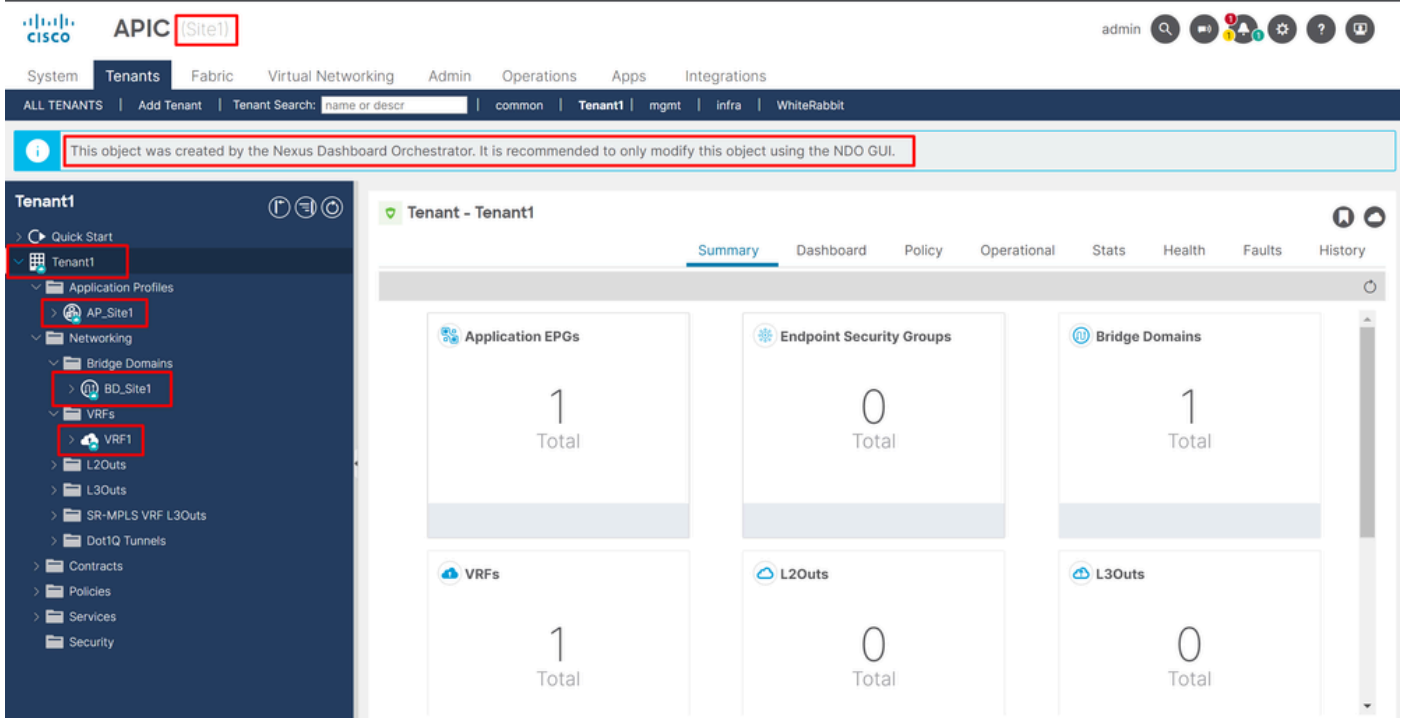 cisco APIC (Site1) admin
1
1 1
System Tenants Fabric Virtual Networking Admin Operations Apps Integrations
ALL TENANTS | Add Tenant | Tenant Search: name or descr | common | Tenant1 | mgmt | infra | WhiteRabbit
i This object was created by the Nexus Dashboard Orchestrator. It is recommended to only modify this object using the NDO GUI.
Tenant1
Quick Start
Tenant1
Application Profiles
AP_Site1
Networking
Bridge Domains
BD_Site1
VRFs
VRF1
L2Outs
L3Outs
SR-MPLS VRF L3Outs
Dot1Q Tunnels
Contracts
Policies
Services
Security
Tenant - Tenant1
Summary Dashboard Policy Operational Stats Health Faults History
Application EPGs Endpoint Security Groups Bridge Domains
1 0 1
Total Total Total
VRFs L2Outs L3Outs
1 0 0
Total Total Total